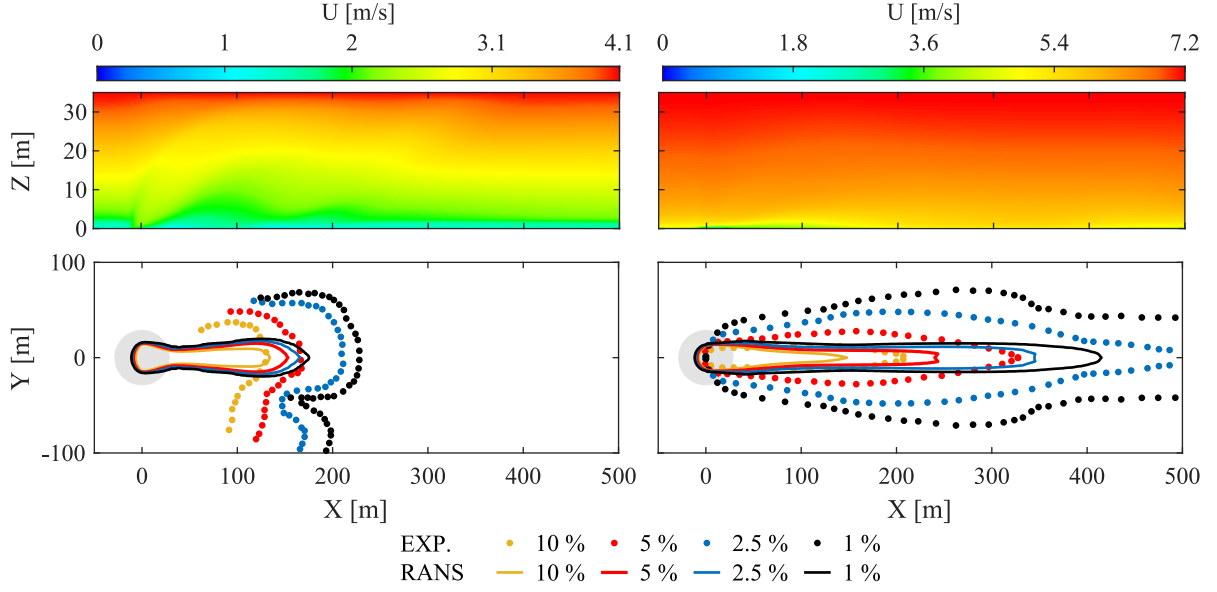 U [m/s]
U [m/s]
0 1 2 3.1 4.1
0 1.8 3.6 5.4 7.2
30
20
10
0
Z [m]
100
0
-100
Y [m]
0 100 200 300 400 500
0 100 200 300 400 500
X [m]
X [m]
EXP. 10 % 5 % 2.5 % 1 %
RANS 10 % 5 % 2.5 % 1 %